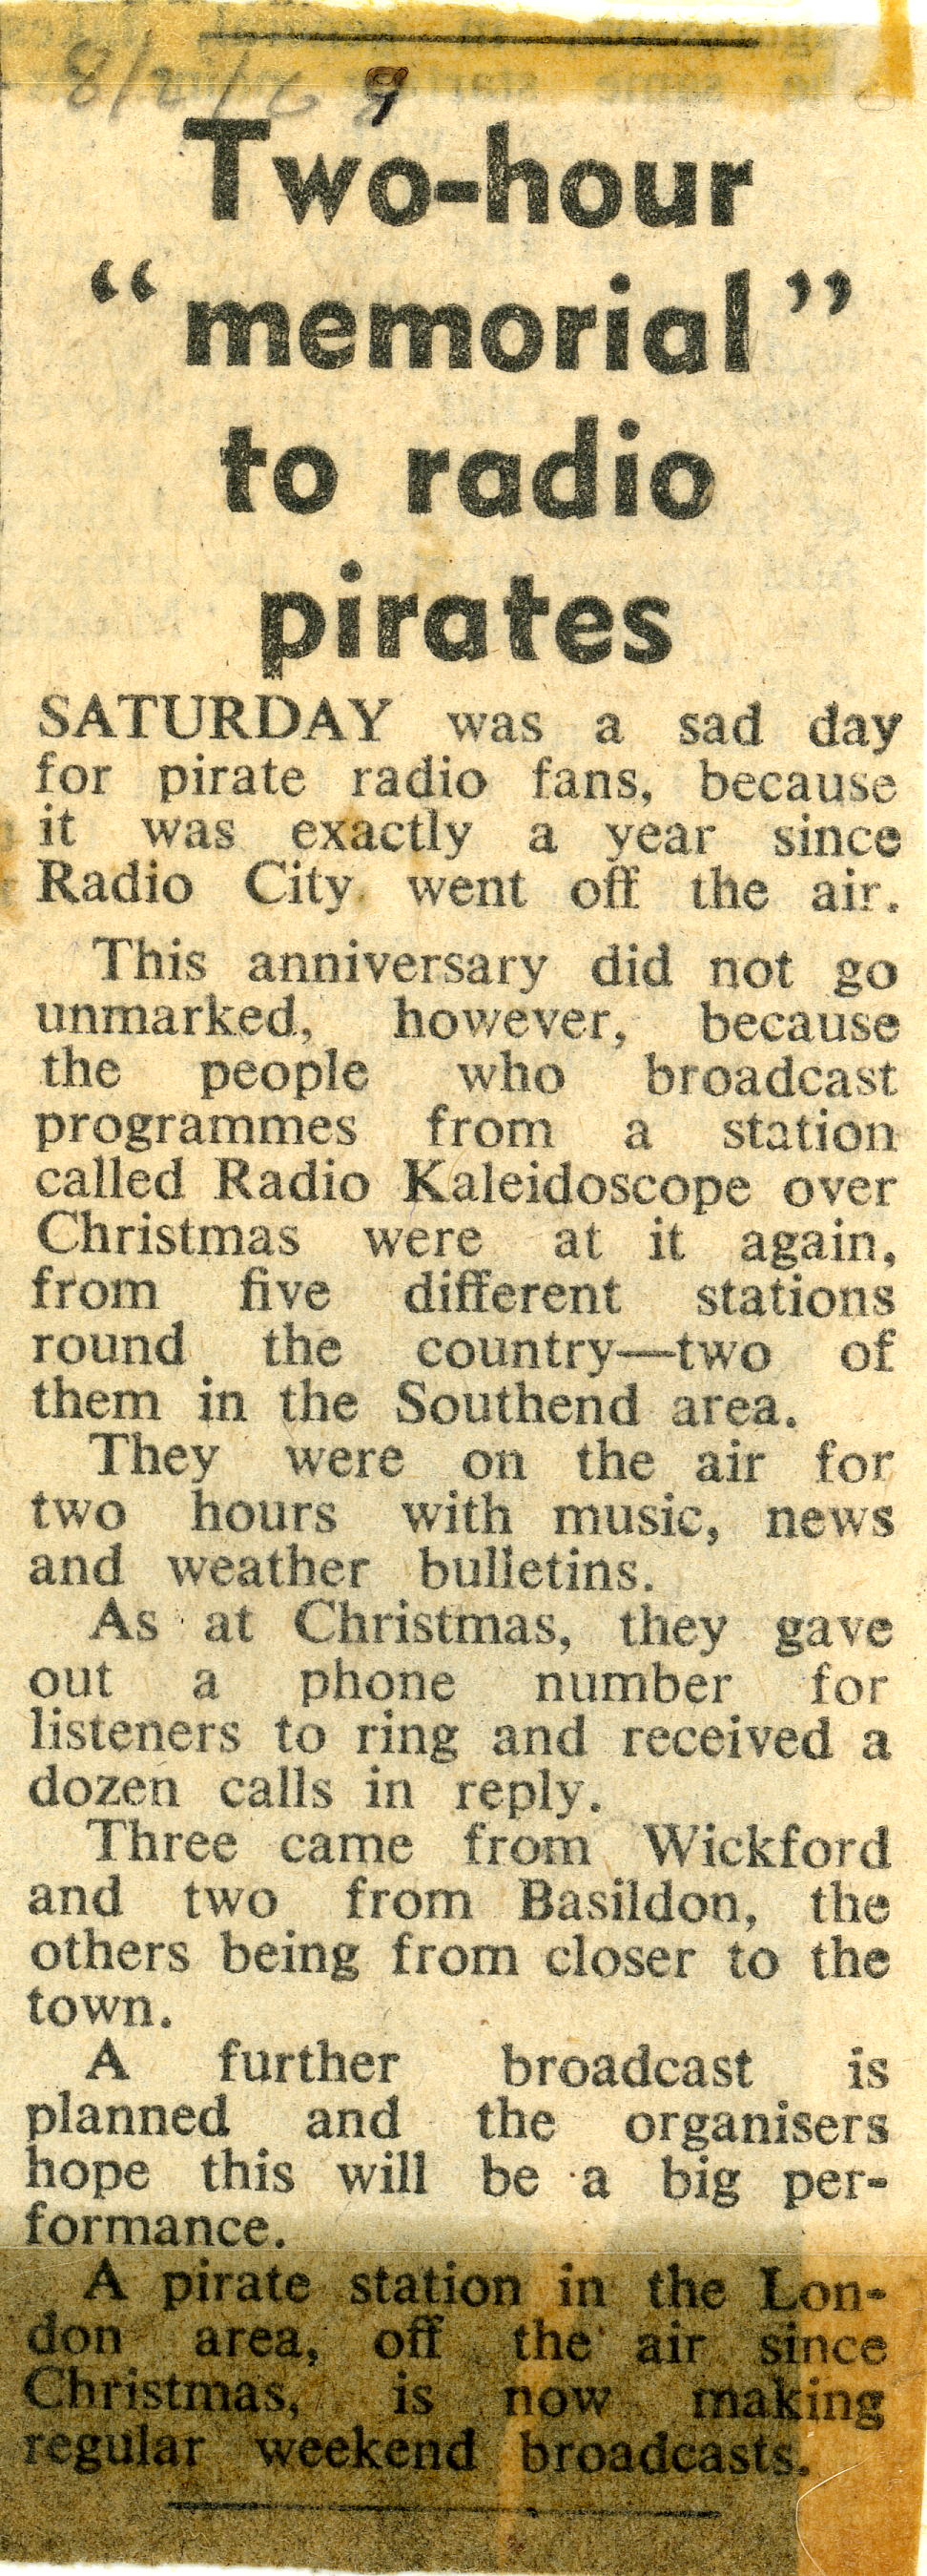 8/2/69
Two-hour
“memorial”
to radio
pirates
SATURDAY was a sad day
for pirate radio fans, because
it was exactly a year since
Radio City went off the air.
This anniversary did not go
unmarked, however, because
the people who broadcast
programmes from a station
called Radio Kaleidoscope over
Christmas were at it again,
from five different stations
round the country—two of
them in the Southend area.
They were on the air for
two hours with music, news
and weather bulletins.
As at Christmas, they gave
out a phone number for
listeners to ring and received a
dozen calls in reply.
Three came from Wickford
and two from Basildon, the
others being from closer to the
town.
A further broadcast is
planned and the organisers
hope this will be a big per-
formance.
A pirate station in the Lon-
don area, off the air since
Christmas, is now making
regular weekend broadcasts.